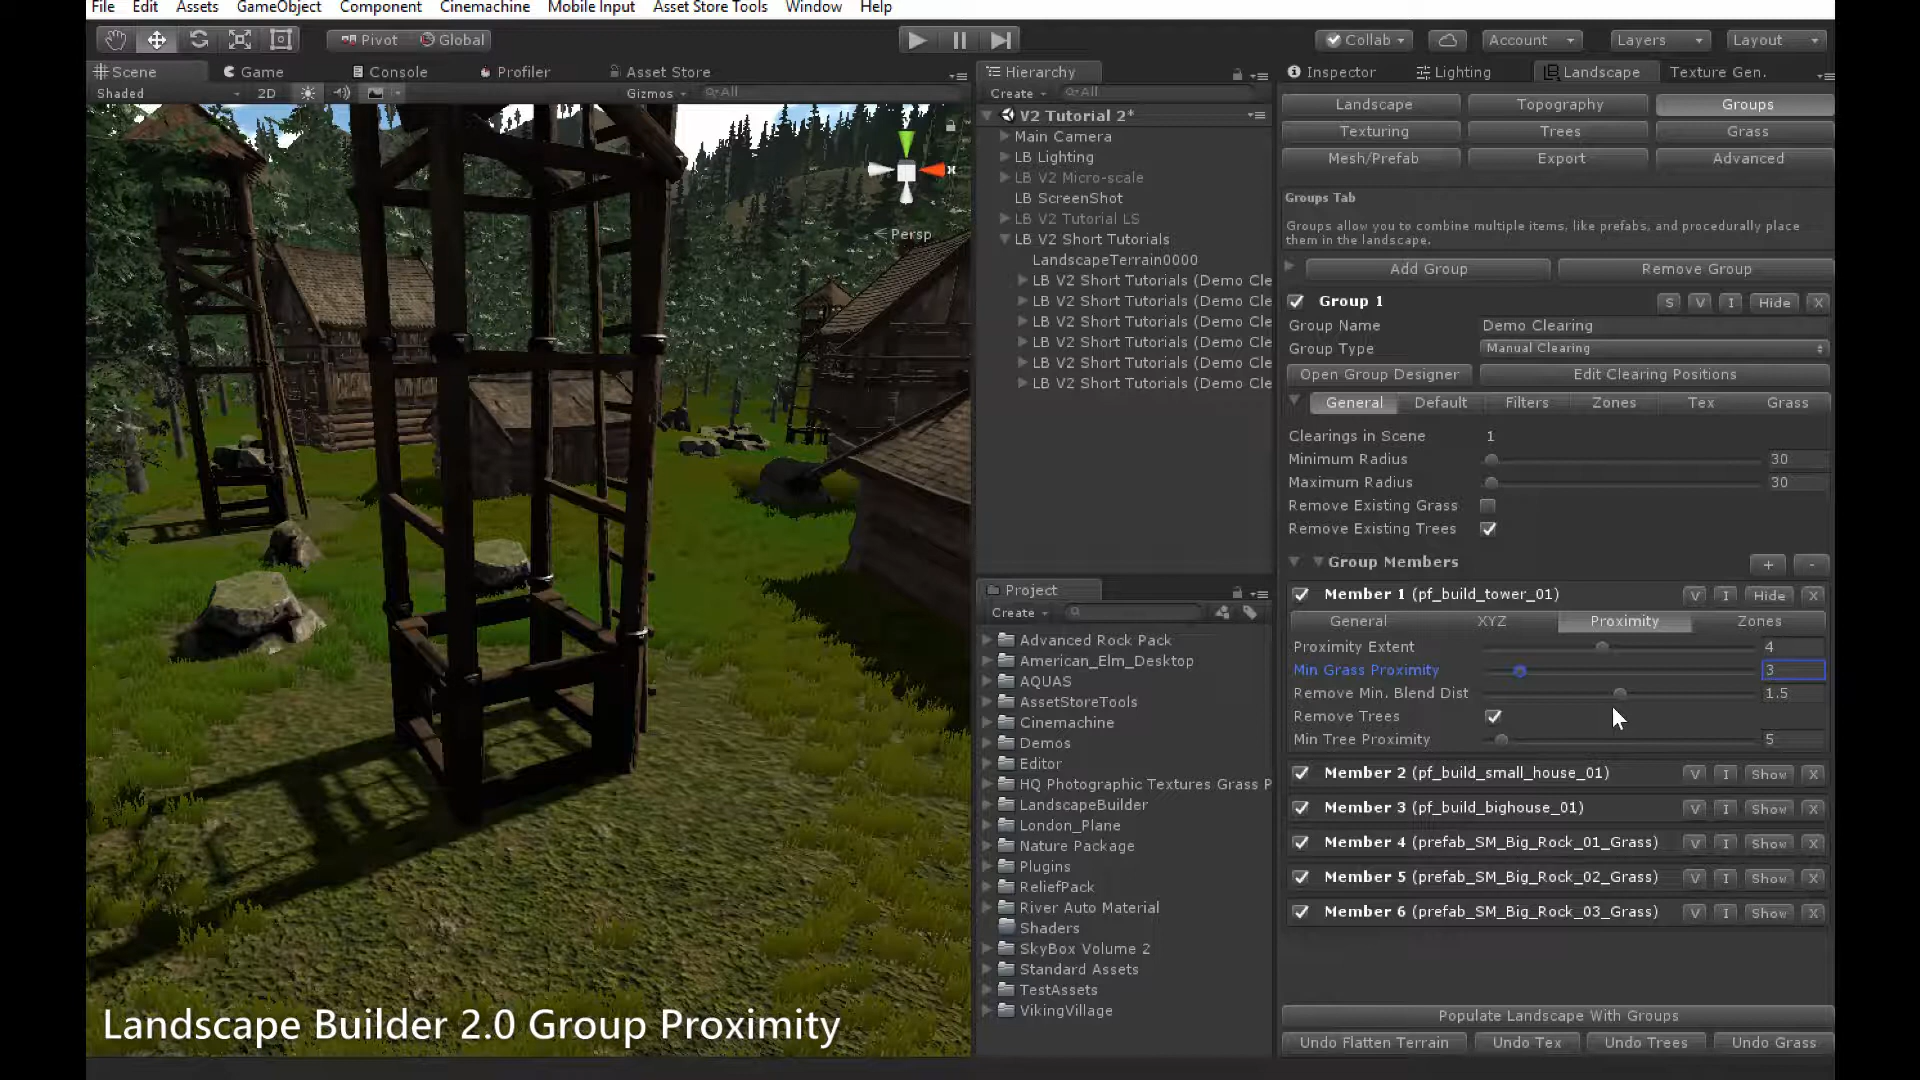 File Edit Assets GameObject Component Cinemachine Mobile Input Asset Store Tools Window Help
Pivot Global Collab Account Layers Layout
Scene Game Console Profiler Asset Store
Shaded 2D Gizmos All
Persp
x
Landscape Builder 2.0 Group Proximity
Hierarchy
Create All
V2 Tutorial 2*
Main Camera
LB Lighting
LB V2 Micro-scale
LB ScreenShot
LB V2 Tutorial LS
LB V2 Short Tutorials
LandscapeTerrain0000
LB V2 Short Tutorials (Demo Cle
LB V2 Short Tutorials (Demo Cle
LB V2 Short Tutorials (Demo Cle
LB V2 Short Tutorials (Demo Cle
LB V2 Short Tutorials (Demo Cle
LB V2 Short Tutorials (Demo Cle
Project
Create
Advanced Rock Pack
American_Elm_Desktop
AQUAS
AssetStoreTools
Cinemachine
Demos
Editor
HQ Photographic Textures Grass P
LandscapeBuilder
London_Plane
Nature Package
Plugins
ReliefPack
River Auto Material
Shaders
SkyBox Volume 2
Standard Assets
TestAssets
VikingVillage
Inspector Lighting Landscape Texture Gen.
Landscape Topography Groups
Texturing Trees Grass
Mesh/Prefab Export Advanced
Groups Tab
Groups allow you to combine multiple items, like prefabs, and procedurally place
them in the landscape.
Add Group Remove Group
Group 1 S V I Hide X
Group Name Demo Clearing
Group Type Manual Clearing
Open Group Designer Edit Clearing Positions
General Default Filters Zones Tex Grass
Clearings in Scene 1
Minimum Radius 30
Maximum Radius 30
Remove Existing Grass
Remove Existing Trees
Group Members + -
Member 1 (pf_build_tower_01) V I Hide X
General XYZ Proximity Zones
Proximity Extent 4
Min Grass Proximity 3
Remove Min. Blend Dist 1.5
Remove Trees
Min Tree Proximity 5
Member 2 (pf_build_small_house_01) V I Show X
Member 3 (pf_build_bighouse_01) V I Show X
Member 4 (prefab_SM_Big_Rock_01_Grass) V I Show X
Member 5 (prefab_SM_Big_Rock_02_Grass) V I Show X
Member 6 (prefab_SM_Big_Rock_03_Grass) V I Show X
Populate Landscape With Groups
Undo Flatten Terrain Undo Tex Undo Trees Undo Grass